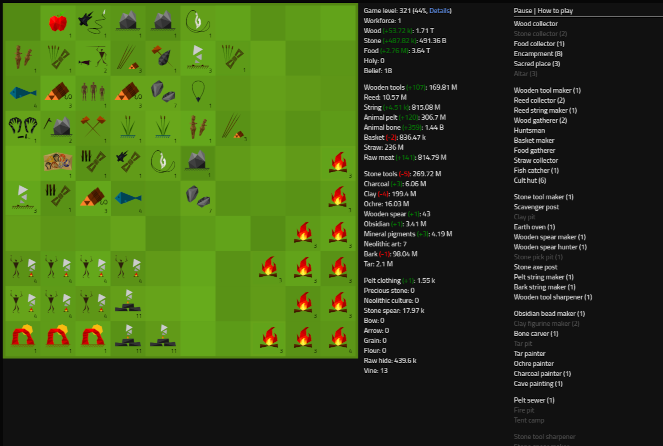 Game level: 321 (44%, Details)
Workforce: 1
Wood (+53.72 k): 1.71 T
Stone (+487.62 k): 491.36 B
Food (+2.76 M): 3.64 T
Holy: 0
Belief: 1B
Wooden tools (+107): 169.81 M
Reed: 10.57 M
String (+4.51 k): 815.08 M
Animal pelt (+120): 306.7 M
Animal bone (+359): 1.44 B
Basket (-2): 836.47 k
Straw: 236 M
Raw meat (+141): 814.79 M
Stone tools (-5): 269.72 M
Charcoal (+3): 6.06 M
Clay (-4): 199.4 M
Ochre: 16.03 M
Wooden spear (+1): 43
Obsidian (+1): 3.41 M
Mineral pigments (+3): 4.19 M
Neolithic art: 7
Bark (-1): 98.04 M
Tar: 2.1 M
Pelt clothing (+1): 1.55 k
Precious stone: 0
Neolithic culture: 0
Stone spear: 17.97 k
Bow: 0
Arrow: 0
Grain: 0
Flour: 0
Raw hide: 439.6 k
Vine: 13
Pause | How to play
Wood collector
Stone collector (2)
Food collector (1)
Encampment (8)
Sacred place (3)
Altar (3)
Wooden tool maker (1)
Reed collector (2)
Reed string maker (1)
Wood gatherer (2)
Huntsman
Basket maker
Food gatherer
Straw collector
Fish catcher (1)
Cult hut (6)
Stone tool maker (1)
Scavenger post
Clay pit
Earth oven (1)
Wooden spear maker (1)
Wooden spear hunter (1)
Stone pick pit (1)
Stone axe post
Pelt string maker (1)
Bark string maker (1)
Wooden tool sharpener (1)
Obsidian bead maker (1)
Clay figurine maker (2)
Bone carver (1)
Tar pit
Tar painter
Ochre painter
Charcoal painter (1)
Cave painting (1)
Pelt sewer (1)
Fire pit
Tent camp
Stone tool sharpener